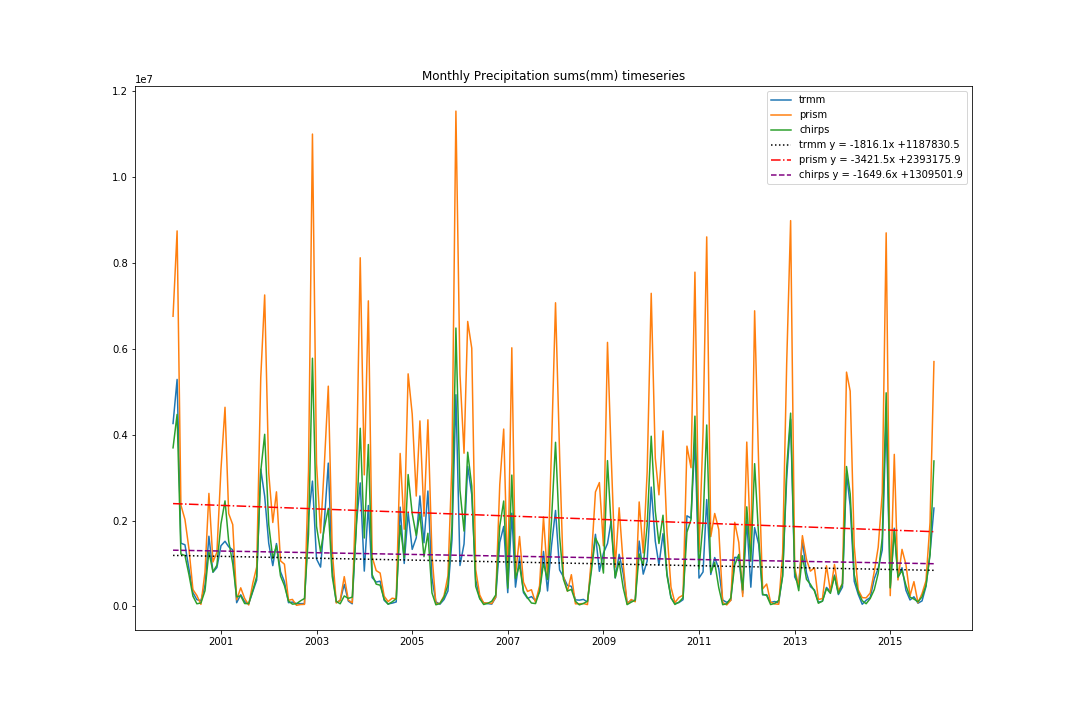 Monthly Precipitation sums(mm) timeseries
1e7
1.2
1.0
0.8
0.6
0.4
0.2
0.0
trmm
prism
chirps
trmm y = -1816.1x +1187830.5
prism y = -3421.5x +2393175.9
chirps y = -1649.6x +1309501.9
2001 2003 2005 2007 2009 2011 2013 2015